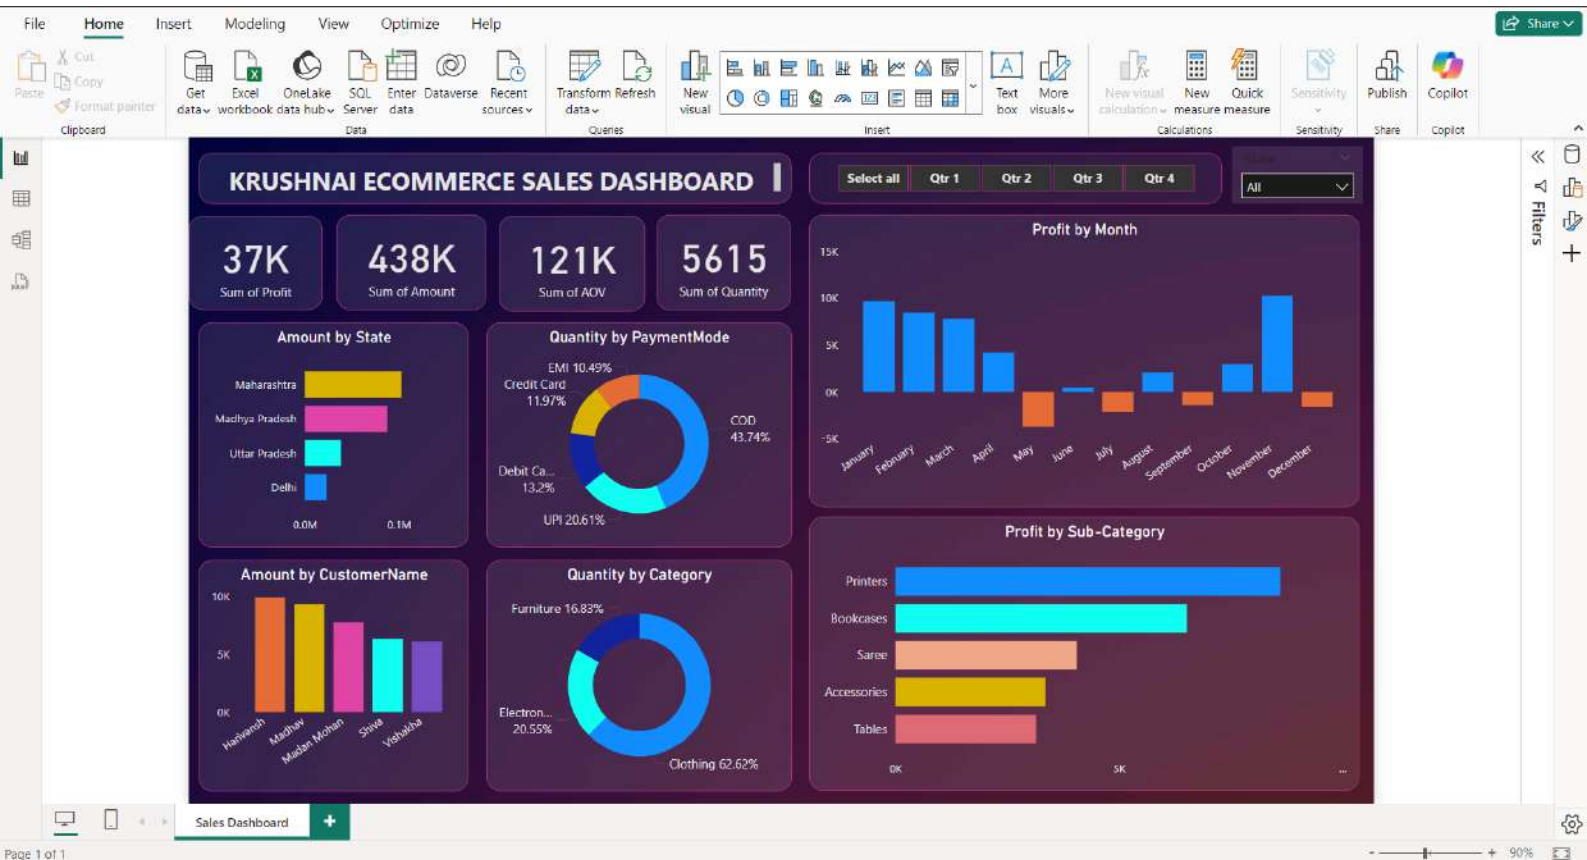 File Home Insert Modeling View Optimize Help
Share
Paste
Cut
Copy
Format painter
Clipboard
Get data
Excel workbook
OneLake data hub
SQL Server
Enter data
Dataverse
Recent sources
Data
Transform data
Refresh
Queries
New visual
Text box
More visuals
Insert
New visual calculation
New measure
Quick measure
Calculations
Sensitivity
Sensitivity
Publish
Share
Copilot
Copilot
KRUSHNAI ECOMMERCE SALES DASHBOARD
Select all Qtr 1 Qtr 2 Qtr 3 Qtr 4
All
Filters
37K
Sum of Profit
438K
Sum of Amount
121K
Sum of AOV
5615
Sum of Quantity
Profit by Month
15K
10K
5K
0K
-5K
January February March April May June July August September October November December
Amount by State
Maharashtra
Madhya Pradesh
Uttar Pradesh
Delhi
0.0M 0.1M
Quantity by PaymentMode
EMI 10.49%
Credit Card
11.97%
COD
43.74%
Debit Ca...
13.2%
UPI 20.61%
Profit by Sub-Category
Printers
Bookcases
Saree
Accessories
Tables
0K 5K ...
Amount by CustomerName
10K
5K
0K
Harivansh Madhav Madan Mohan Shiva Vishakha
Quantity by Category
Furniture 16.83%
Electron...
20.55%
Clothing 62.62%
Sales Dashboard
Page 1 of 1
- + 90%